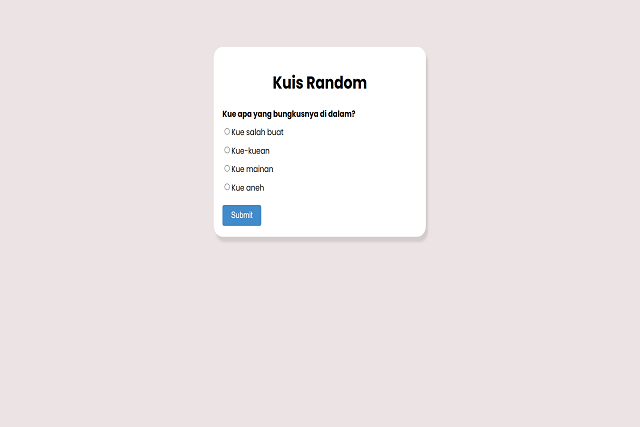 Kuis Random
Kue apa yang bungkusnya di dalam?
Kue salah buat
Kue-kuean
Kue mainan
Kue aneh
Submit